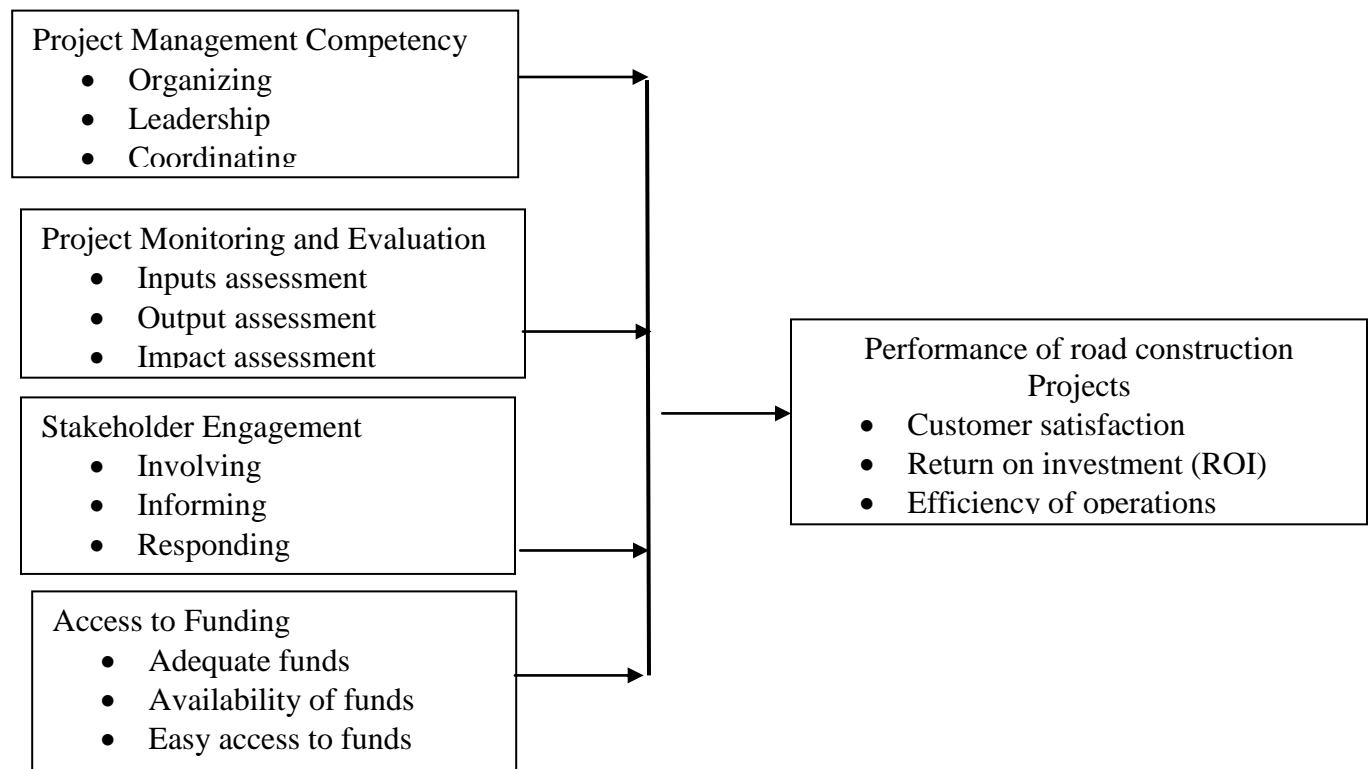 Project Management Competency
• Organizing
• Leadership
• Coordinating
Project Monitoring and Evaluation
• Inputs assessment
• Output assessment
• Impact assessment
Stakeholder Engagement
• Involving
• Informing
• Responding
Access to Funding
• Adequate funds
• Availability of funds
• Easy access to funds
Performance of road construction
Projects
• Customer satisfaction
• Return on investment (ROI)
• Efficiency of operations